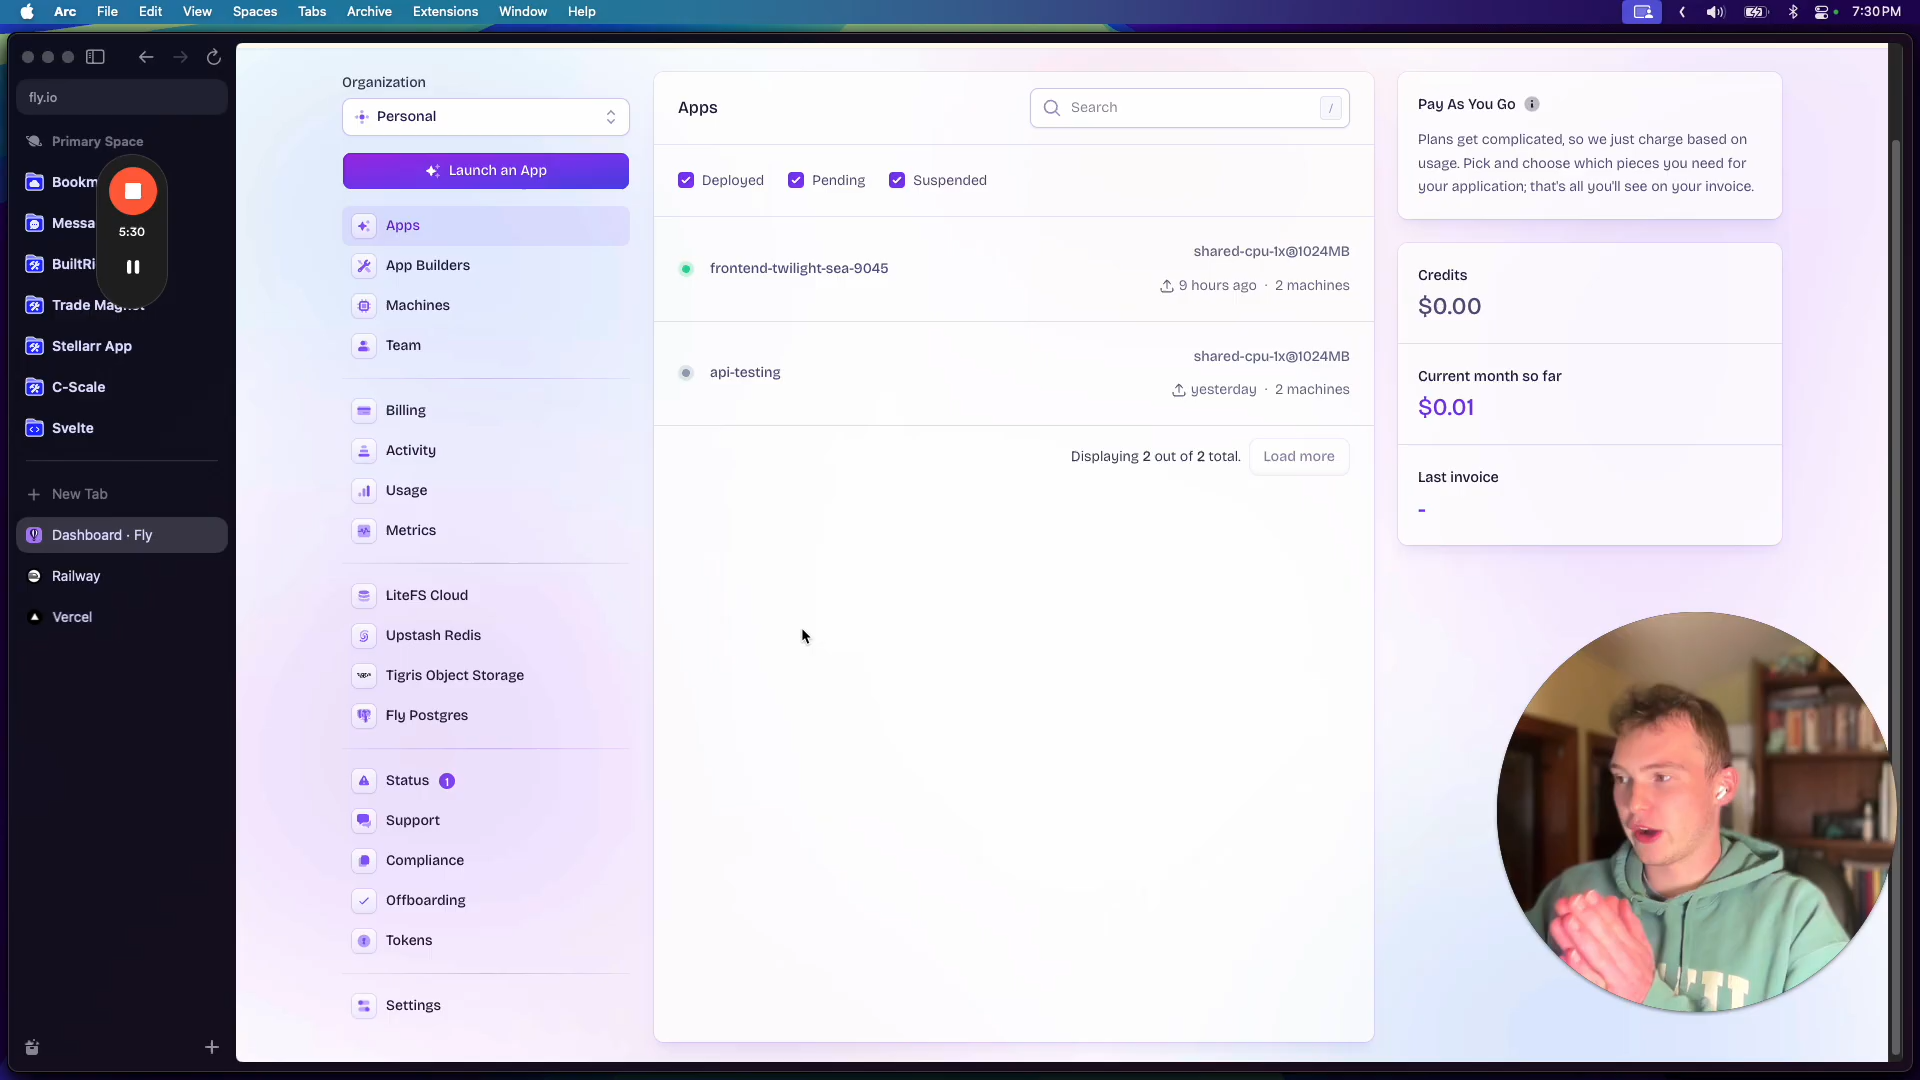 Arc File Edit View Spaces Tabs Archive Extensions Window Help
7:30 PM
fly.io
Primary Space
Bookm
Messa
BuiltRi
Trade Magnet
Stellarr App
C-Scale
Svelte
5:30
New Tab
Dashboard · Fly
Railway
Vercel
Organization
Personal
Launch an App
Apps
App Builders
Machines
Team
Billing
Activity
Usage
Metrics
LiteFS Cloud
Upstash Redis
Tigris Object Storage
Fly Postgres
Status 1
Support
Compliance
Offboarding
Tokens
Settings
Apps
Search /
Deployed Pending Suspended
frontend-twilight-sea-9045
shared-cpu-1x@1024MB
9 hours ago · 2 machines
api-testing
shared-cpu-1x@1024MB
yesterday · 2 machines
Displaying 2 out of 2 total. Load more
Pay As You Go
Plans get complicated, so we just charge based on
usage. Pick and choose which pieces you need for
your application; that's all you'll see on your invoice.
Credits
$0.00
Current month so far
$0.01
Last invoice
-